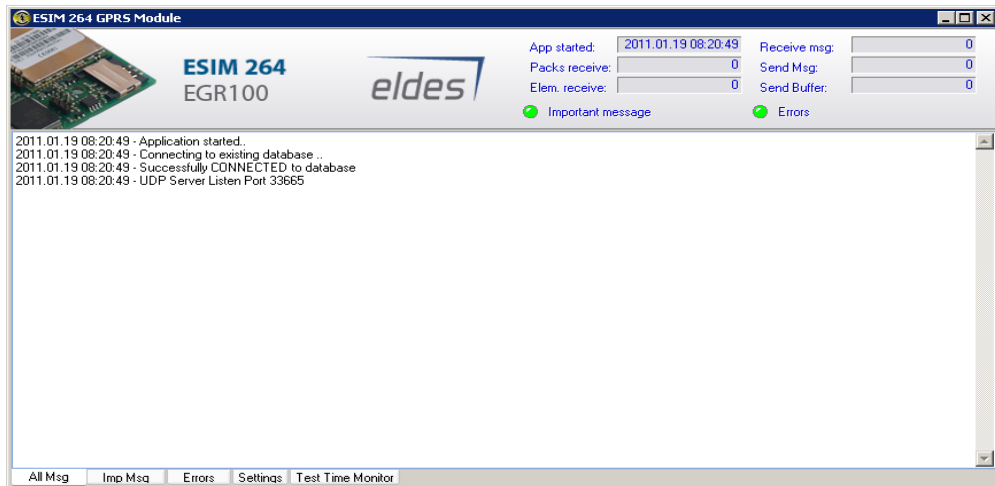 ESIM 264 GPRS Module
ESIM 264
EGR100
eldes
App started: 2011.01.19 08:20:49
Packs receive: 0
Elem. receive: 0
Important message
Receive msg: 0
Send Msg: 0
Send Buffer: 0
Errors
2011.01.19 08:20:49 - Application started..
2011.01.19 08:20:49 - Connecting to existing database ..
2011.01.19 08:20:49 - Successfully CONNECTED to database
2011.01.19 08:20:49 - UDP Server Listen Port 33665
All Msg Imp Msg Errors Settings Test Time Monitor